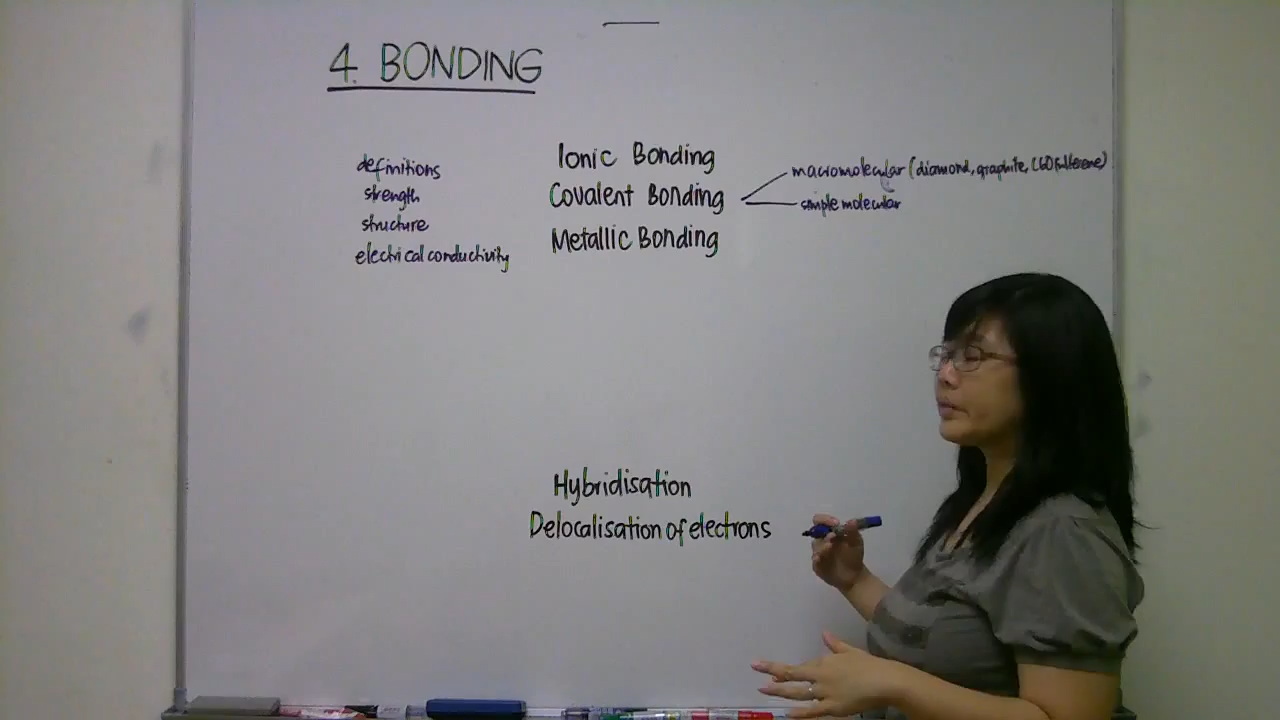 4. BONDING
definitions
strength
structure
electrical conductivity
Ionic Bonding
Covalent Bonding
Metallic Bonding
macromolecular (diamond, graphite, C60 fullerene)
simple molecular
Hybridisation
Delocalisation of electrons